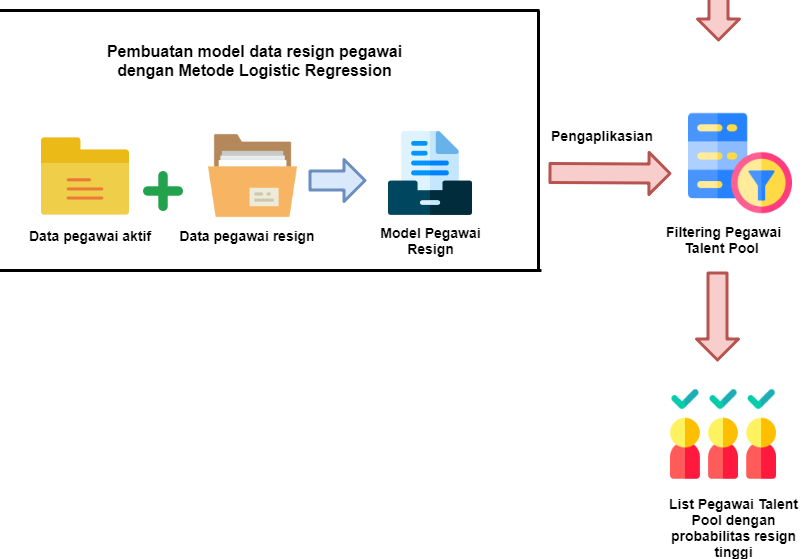 Pembuatan model data resign pegawai
dengan Metode Logistic Regression
Data pegawai aktif
Data pegawai resign
Model Pegawai
Resign
Pengaplikasian
Filtering Pegawai
Talent Pool
List Pegawai Talent
Pool dengan
probabilitas resign
tinggi